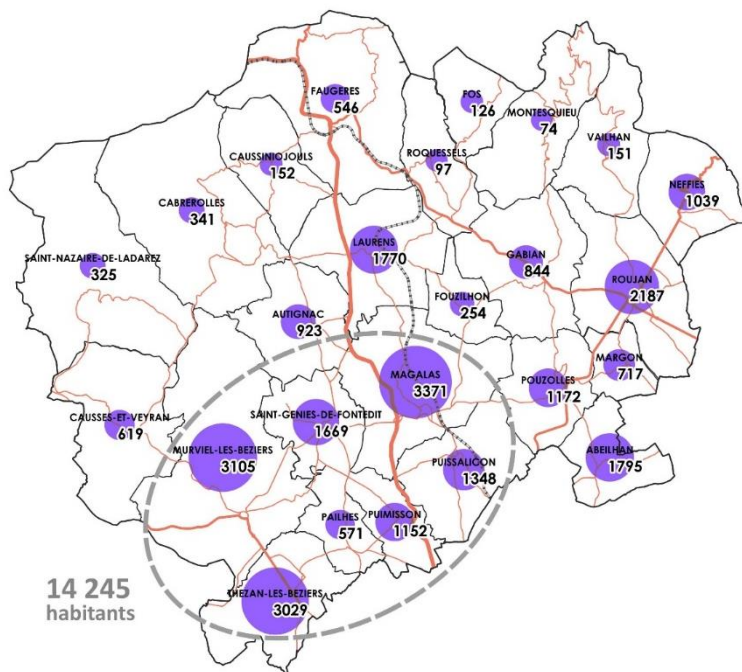 FAUGERES
546
FOS
126
MONTESQUIEU
74
VAILHAN
151
ROQUESSELS
97
CAUSSINIOJOULS
152
NEFFIES
1039
CABREROLLES
341
LAURENS
1770
GABIAN
844
SAINT-NAZAIRE-DE-LADAREZ
325
ROUJAN
2187
FOUZILHON
254
AUTIGNAC
923
MAGALAS
3371
MARGON
717
POUZOLLES
1172
SAINT-GENIES-DE-FONTEDIT
1669
CAUSSES-ET-VEYRAN
619
MURVIEL-LES-BEZIERS
3105
ABEILHAN
1795
PUISSALICON
1348
PAILHES
571
PUIMISSON
1152
THEZAN-LES-BEZIERS
3029
14 245
habitants